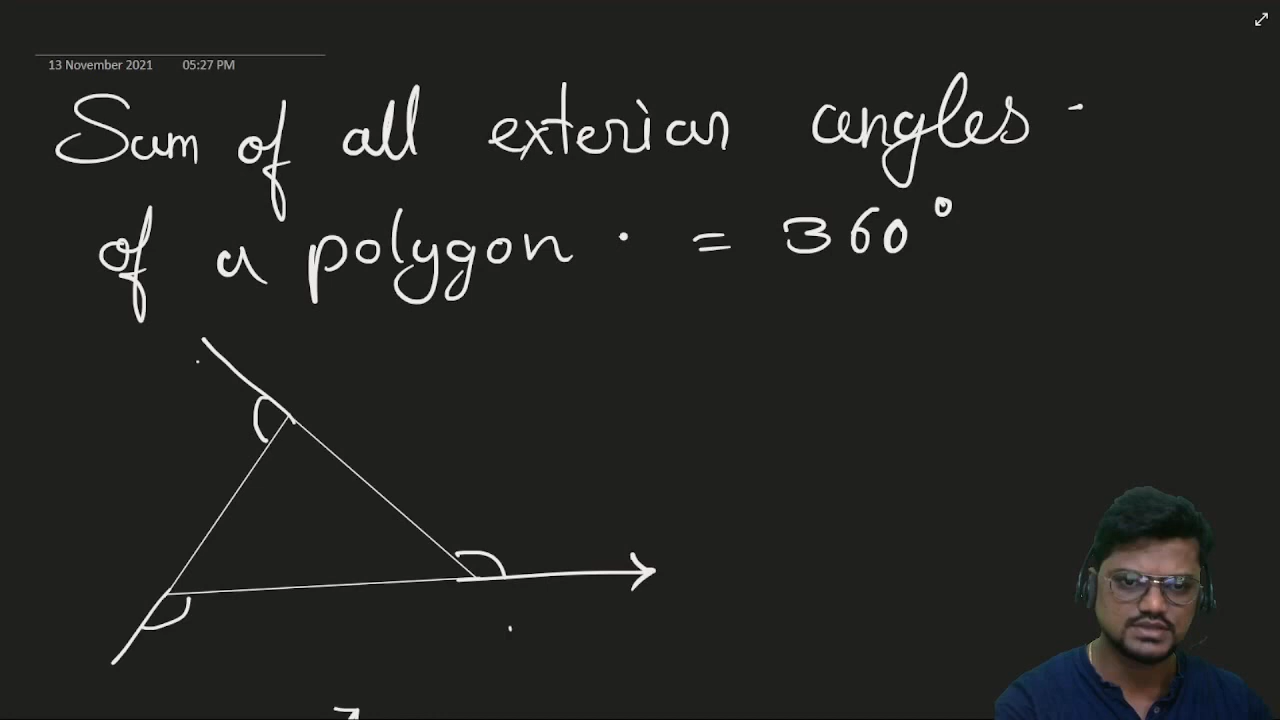 13 November 2021 05:27 PM
Sum of all exterior angles
of a polygon = 360°